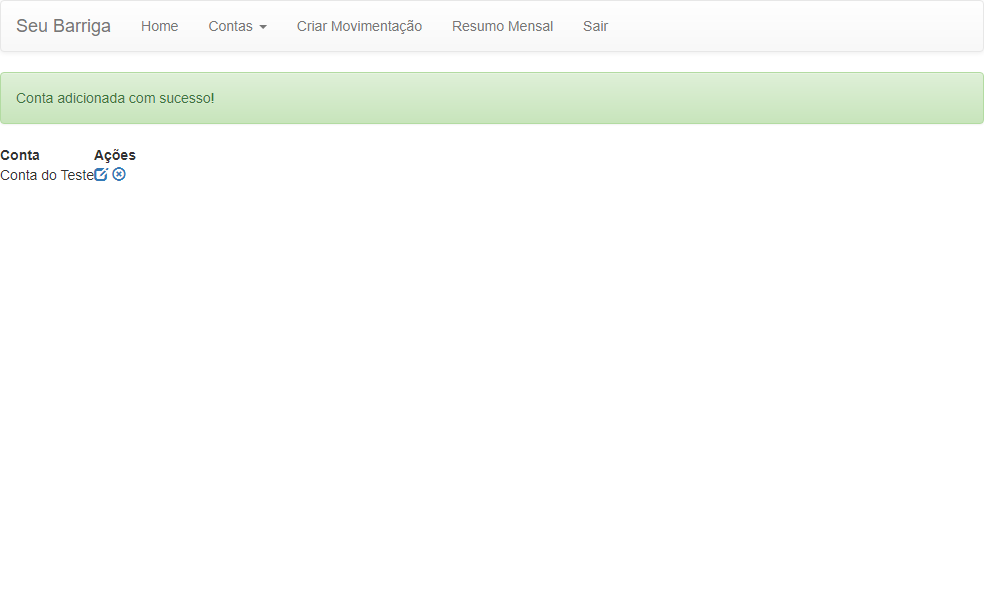 Seu Barriga Home Contas Criar Movimentação Resumo Mensal Sair
Conta adicionada com sucesso!
Conta Ações
Conta do Teste